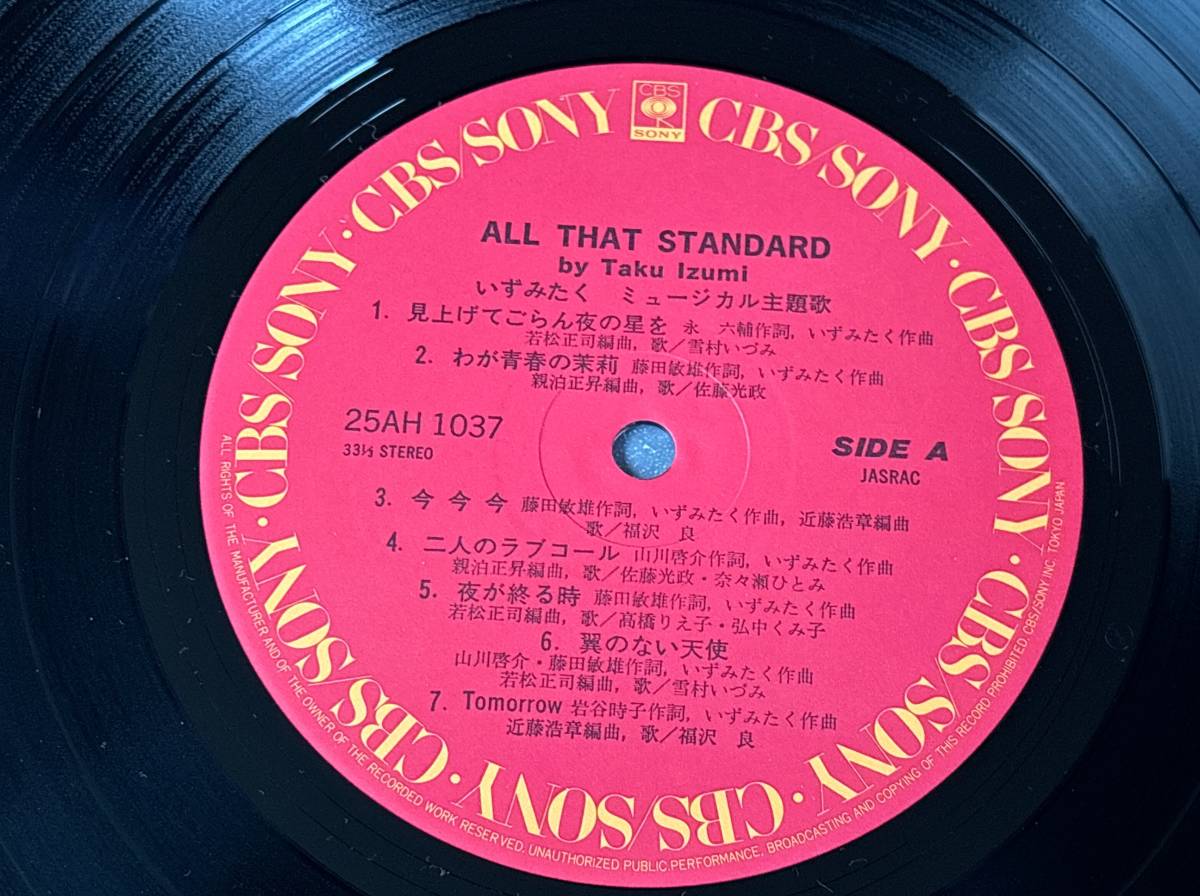 CBS
SONY
CBS/SONY · CBS/SONY · CBS/SONY · CBS/SONY · CBS/SONY · CBS/SONY · CBS/SONY · CBS/SONY · CBS/SONY
ALL THAT STANDARD
by Taku Izumi
いずみたく ミュージカル主題歌
1. 見上げてごらん夜の星を 永 六輔作詞, いずみたく作曲
若松正司編曲, 歌／雪村いづみ
2. わが青春の茉莉 藤田敏雄作詞, いずみたく作曲
親泊正昇編曲, 歌／佐藤光政
25AH 1037
33⅓ STEREO
SIDE A
JASRAC
3. 今 今 今 藤田敏雄作詞, いずみたく作曲, 近藤浩章編曲
歌／福沢 良
4. 二人のラブコール 山川啓介作詞, いずみたく作曲
親泊正昇編曲, 歌／佐藤光政・奈々瀬ひとみ
5. 夜が終る時 藤田敏雄作詞, いずみたく作曲
若松正司編曲, 歌／高橋りえ子・弘中くみ子
6. 翼のない天使
山川啓介・藤田敏雄作詞, いずみたく作曲
若松正司編曲, 歌／雪村いづみ
7. Tomorrow 岩谷時子作詞, いずみたく作曲
近藤浩章編曲, 歌／福沢 良
ALL RIGHTS OF THE MANUFACTURER AND OF THE OWNER OF THE RECORDED WORK RESERVED. UNAUTHORIZED PUBLIC PERFORMANCE, BROADCASTING AND COPYING OF THIS RECORD PROHIBITED. CBS/SONY INC. TOKYO JAPAN